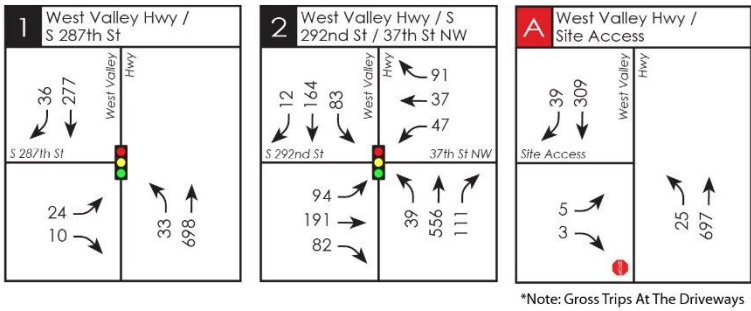 1
West Valley Hwy /
S 287th St
36
277
West Valley
Hwy
S 287th St
24
10
33
698
2
West Valley Hwy / S
292nd St / 37th St NW
12
164
83
West Valley
Hwy
91
37
47
S 292nd St
37th St NW
94
191
82
39
556
111
A
West Valley Hwy /
Site Access
39
309
West Valley
Hwy
Site Access
5
3
STOP
25
697
*Note: Gross Trips At The Driveways